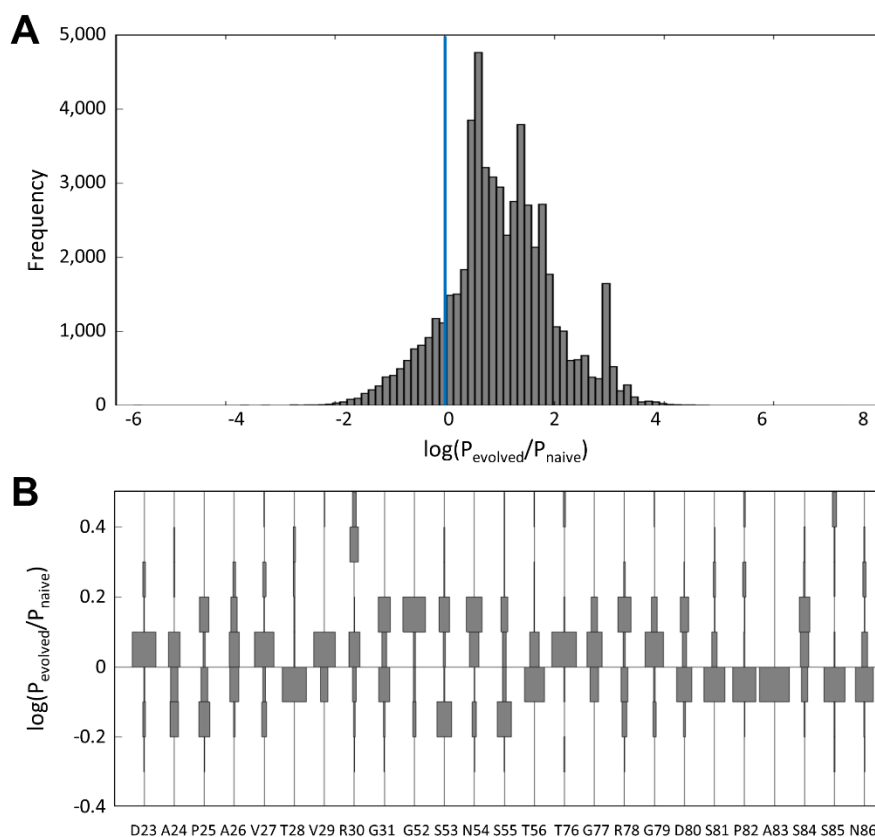 A
5,000
4,000
3,000
2,000
1,000
0
Frequency
-6 -4 -2 0 2 4 6 8
log(Pevolved/Pnaive)
B
0.4
0.2
0
-0.2
-0.4
log(Pevolved/Pnaive)
D23 A24 P25 A26 V27 T28 V29 R30 G31 G52 S53 N54 S55 T56 T76 G77 R78 G79 D80 S81 P82 A83 S84 S85 N86